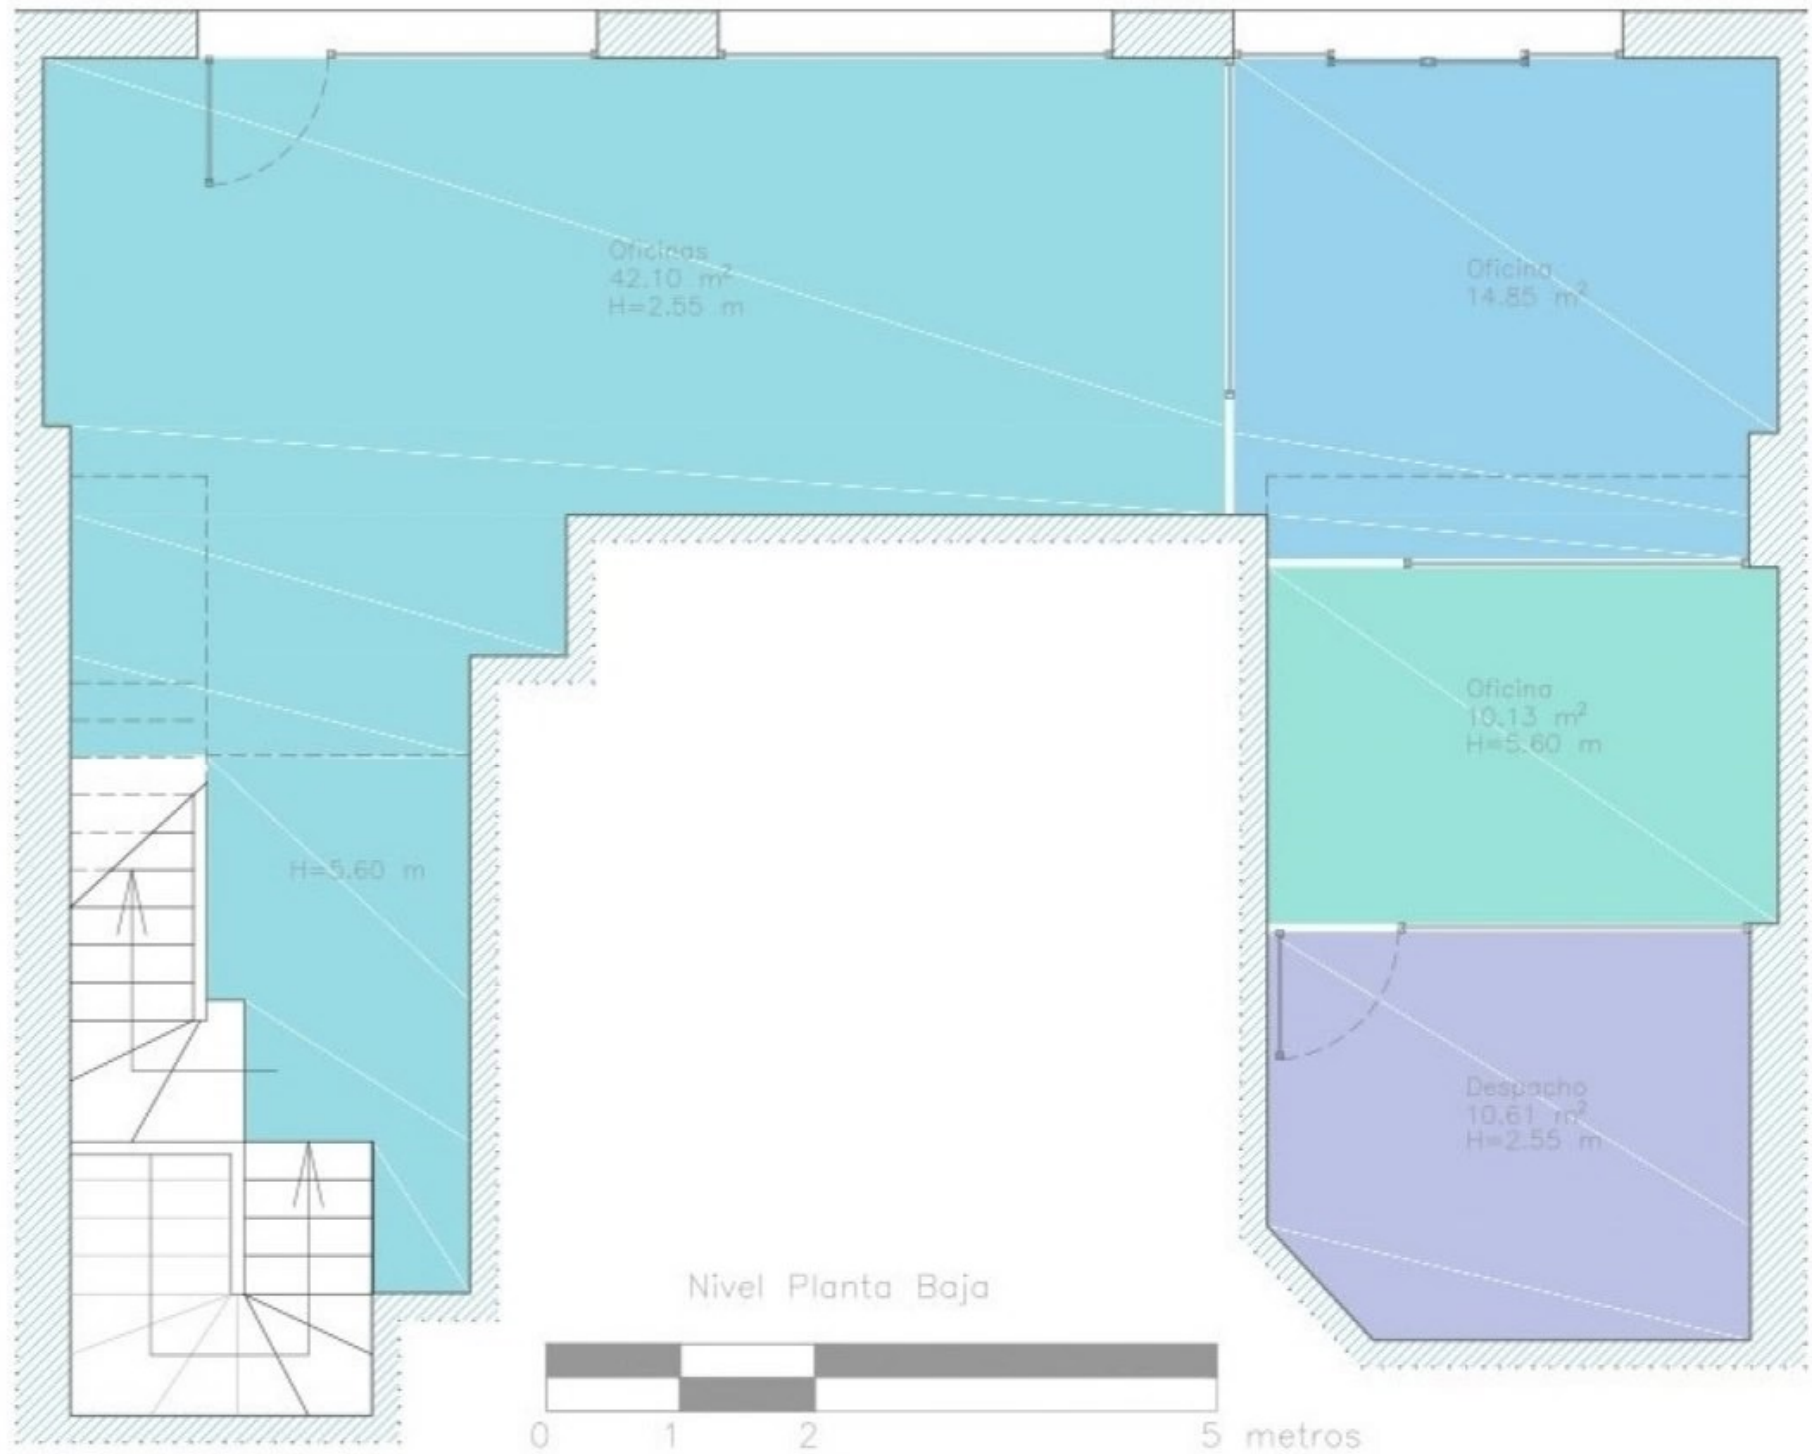 Oficinas
42.10 m²
H=2.55 m
Oficina
14.85 m²
Oficina
10.13 m²
H=5.60 m
H=5.60 m
Despacho
10.61 m²
H=2.55 m
Nivel Planta Baja
0 1 2 5 metros